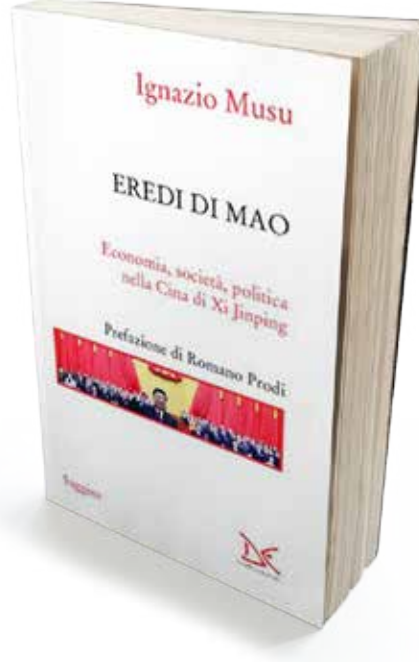 Ignazio Musu
EREDI DI MAO
Economia, società, politica
nella Cina di Xi Jinping
Prefazione di Romano Prodi
Saggine